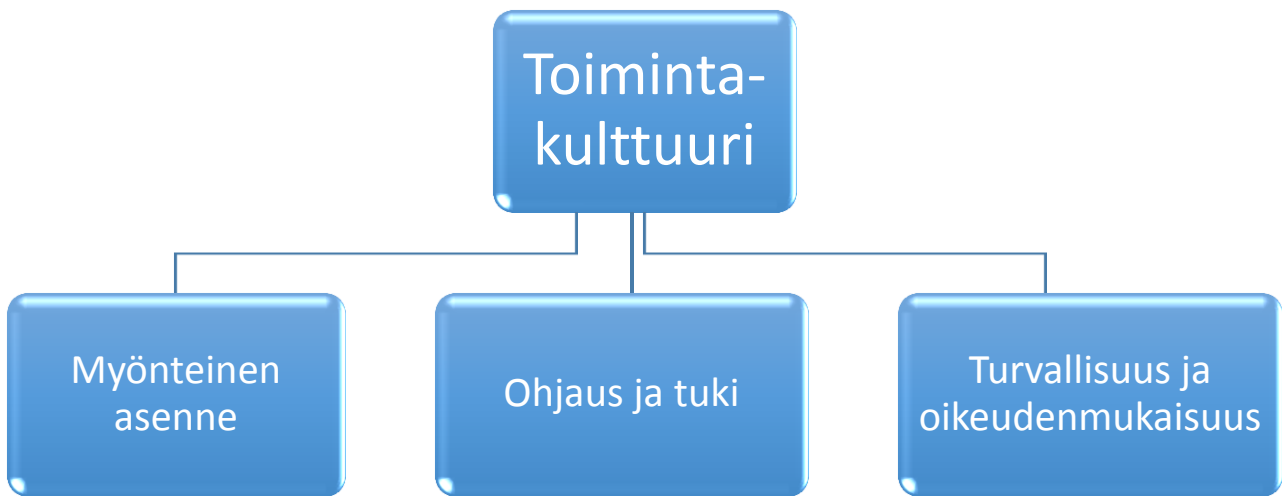 Toiminta-
kulttuuri
Myönteinen
asenne
Ohjaus ja tuki
Turvallisuus ja
oikeudenmukaisuus